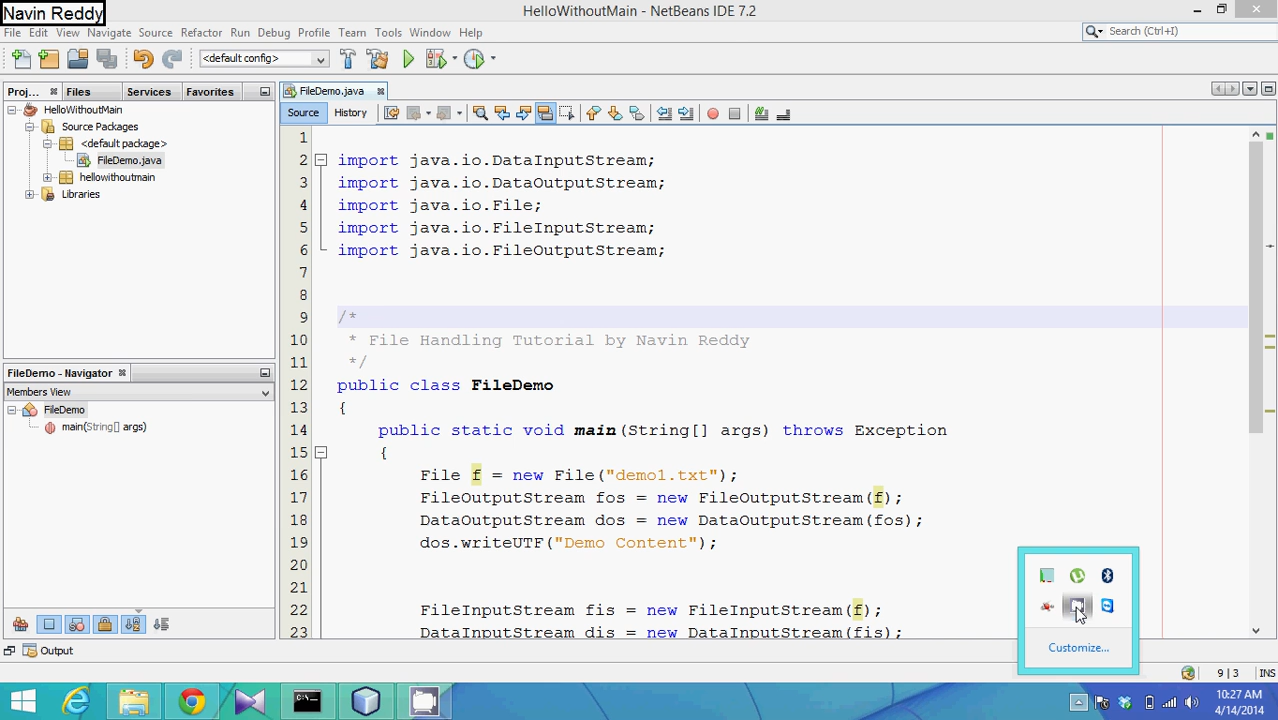 Navin Reddy
HelloWithoutMain - NetBeans IDE 7.2
File Edit View Navigate Source Refactor Run Debug Profile Team Tools Window Help
Search (Ctrl+I)
<default config>
Proj... Files Services Favorites
FileDemo.java
Source History
HelloWithoutMain
Source Packages
<default package>
FileDemo.java
hellowithoutmain
Libraries
FileDemo - Navigator
Members View
FileDemo
main(String[] args)
1
2 import java.io.DataInputStream;
3 import java.io.DataOutputStream;
4 import java.io.File;
5 import java.io.FileInputStream;
6 import java.io.FileOutputStream;
7
8
9 /*
10 * File Handling Tutorial by Navin Reddy
11 */
12 public class FileDemo
13 {
14 public static void main(String[] args) throws Exception
15 {
16 File f = new File("demo1.txt");
17 FileOutputStream fos = new FileOutputStream(f);
18 DataOutputStream dos = new DataOutputStream(fos);
19 dos.writeUTF("Demo Content");
20
21
22 FileInputStream fis = new FileInputStream(f);
23 DataInputStream dis = new DataInputStream(fis);
Customize...
Output
9 | 3 INS
10:27 AM
4/14/2014